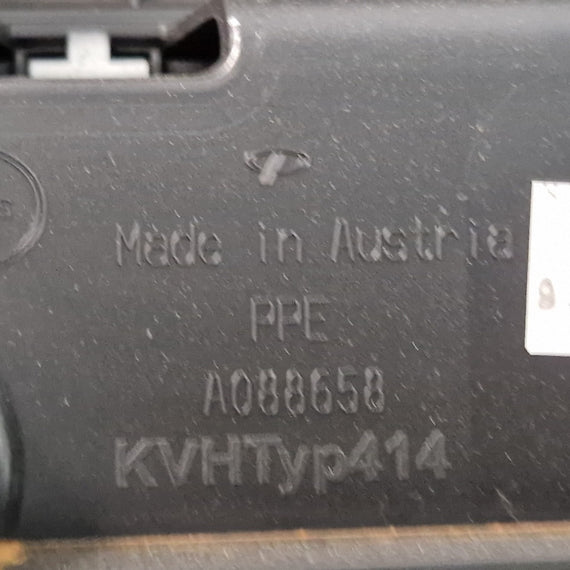 Made in Austria
PPE
A088658
KVHTyp414